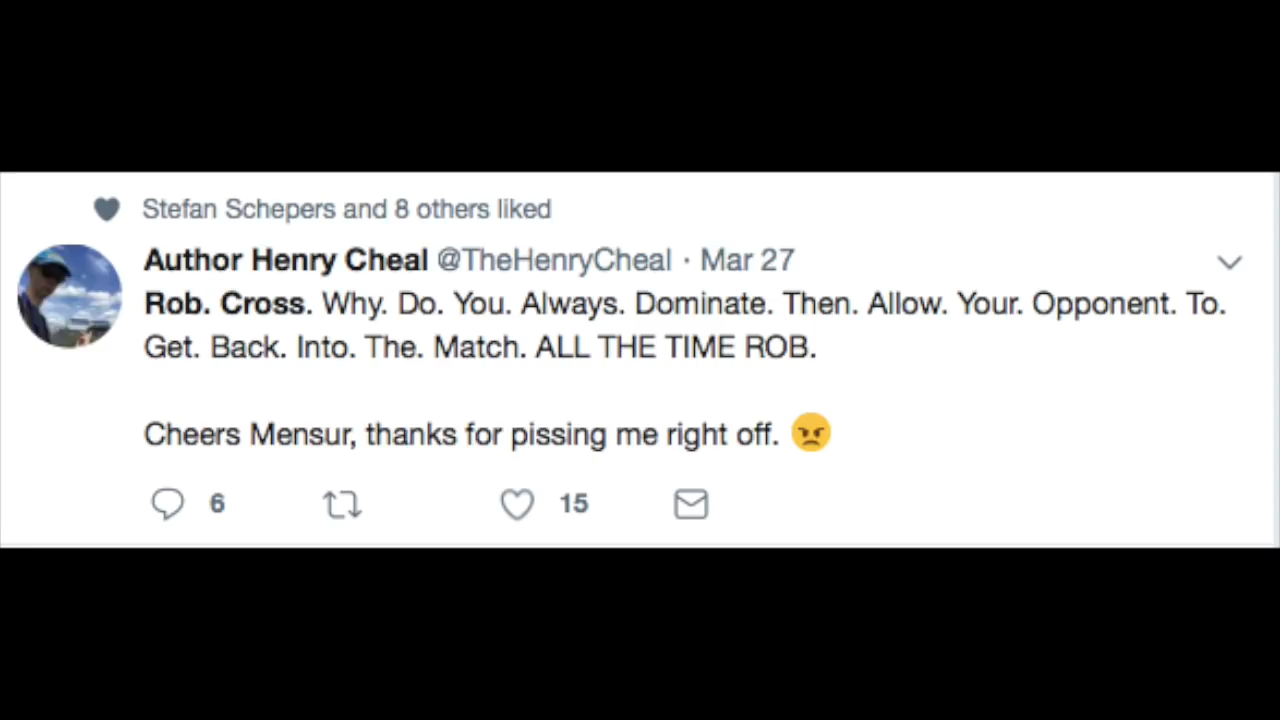 Stefan Schepers and 8 others liked
Author Henry Cheal @TheHenryCheal · Mar 27
Rob. Cross. Why. Do. You. Always. Dominate. Then. Allow. Your. Opponent. To.
Get. Back. Into. The. Match. ALL THE TIME ROB.
Cheers Mensur, thanks for pissing me right off. 😠
6 15